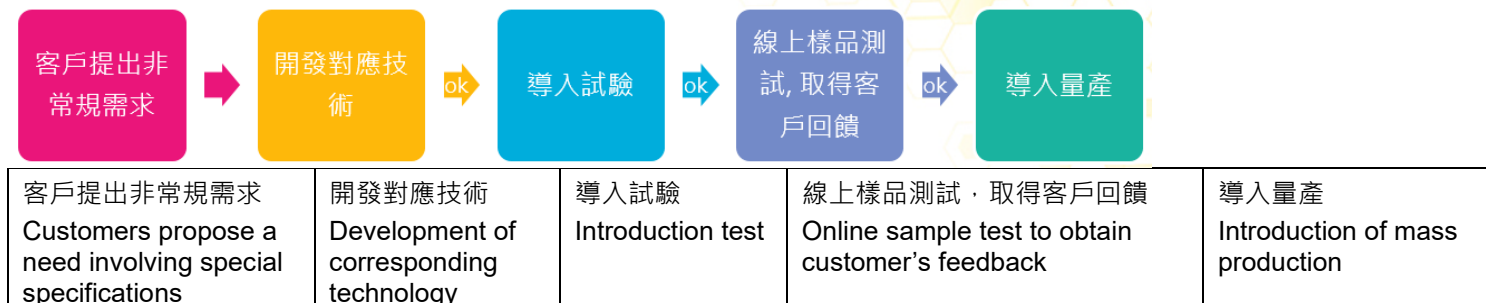 客戶提出非
常規需求
開發對應技
術
ok
導入試驗
ok
線上樣品測
試, 取得客
戶回饋
ok
導入量產
客戶提出非常規需求
Customers propose a
need involving special
specifications
開發對應技術
Development of
corresponding
technology
導入試驗
Introduction test
線上樣品測試，取得客戶回饋
Online sample test to obtain
customer's feedback
導入量產
Introduction of mass
production